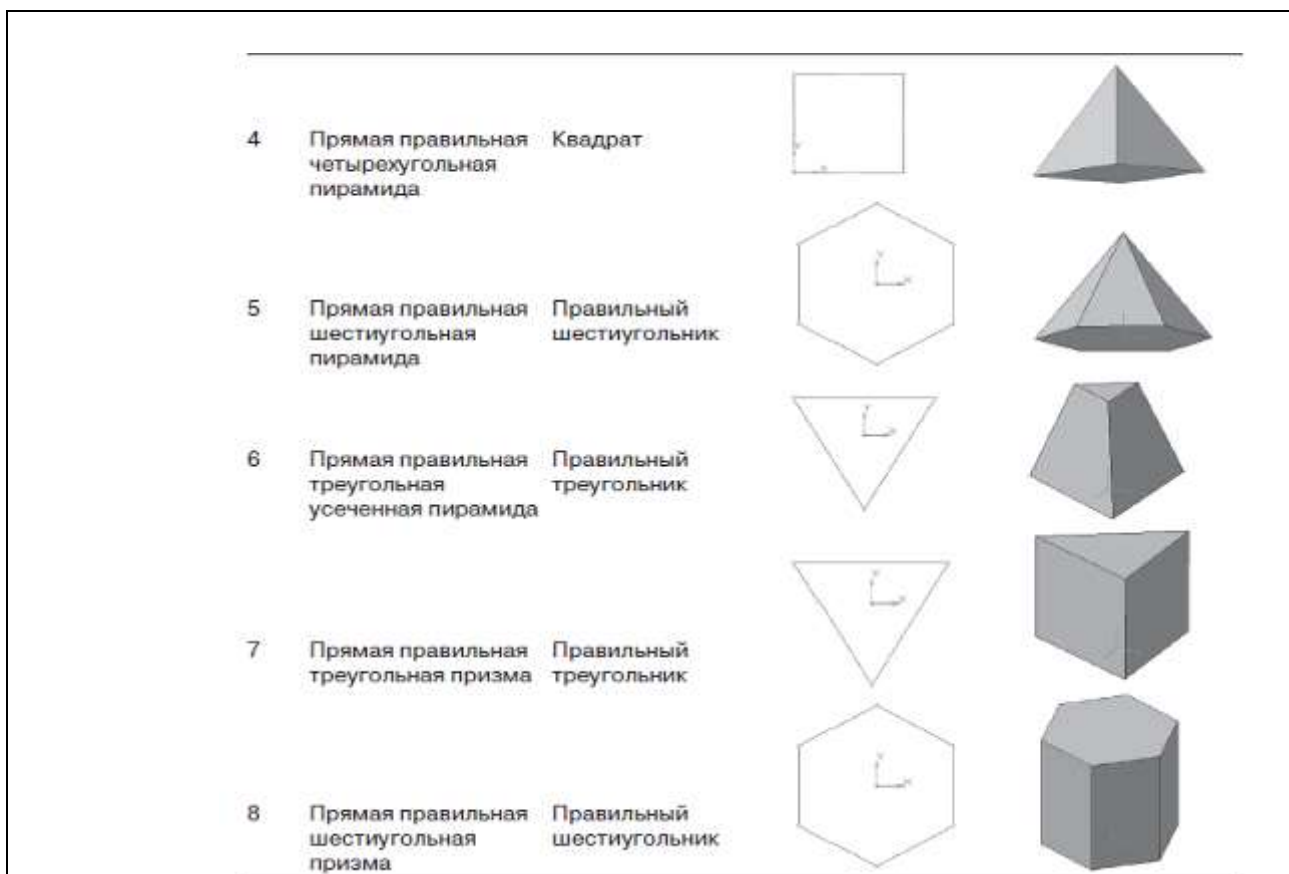 4 Прямая правильная Квадрат
четырехугольная
пирамида
5 Прямая правильная Правильный
шестиугольная шестиугольник
пирамида
6 Прямая правильная Правильный
треугольная треугольник
усеченная пирамида
7 Прямая правильная Правильный
треугольная призма треугольник
8 Прямая правильная Правильный
шестиугольная шестиугольник
призма